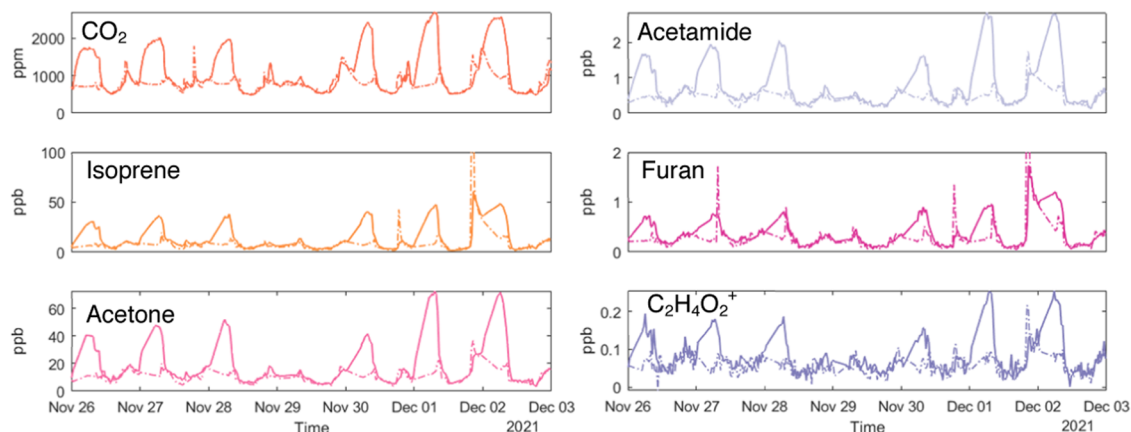 CO2
ppm
2000
1000
0
Acetamide
ppb
2
1
0
Isoprene
ppb
100
50
0
Furan
ppb
2
1
0
Acetone
ppb
60
40
20
0
Nov 26 Nov 27 Nov 28 Nov 29 Nov 30 Dec 01 Dec 02 Dec 03
Time
2021
C2H4O2+
ppb
0.2
0.1
0
Nov 26 Nov 27 Nov 28 Nov 29 Nov 30 Dec 01 Dec 02 Dec 03
Time
2021